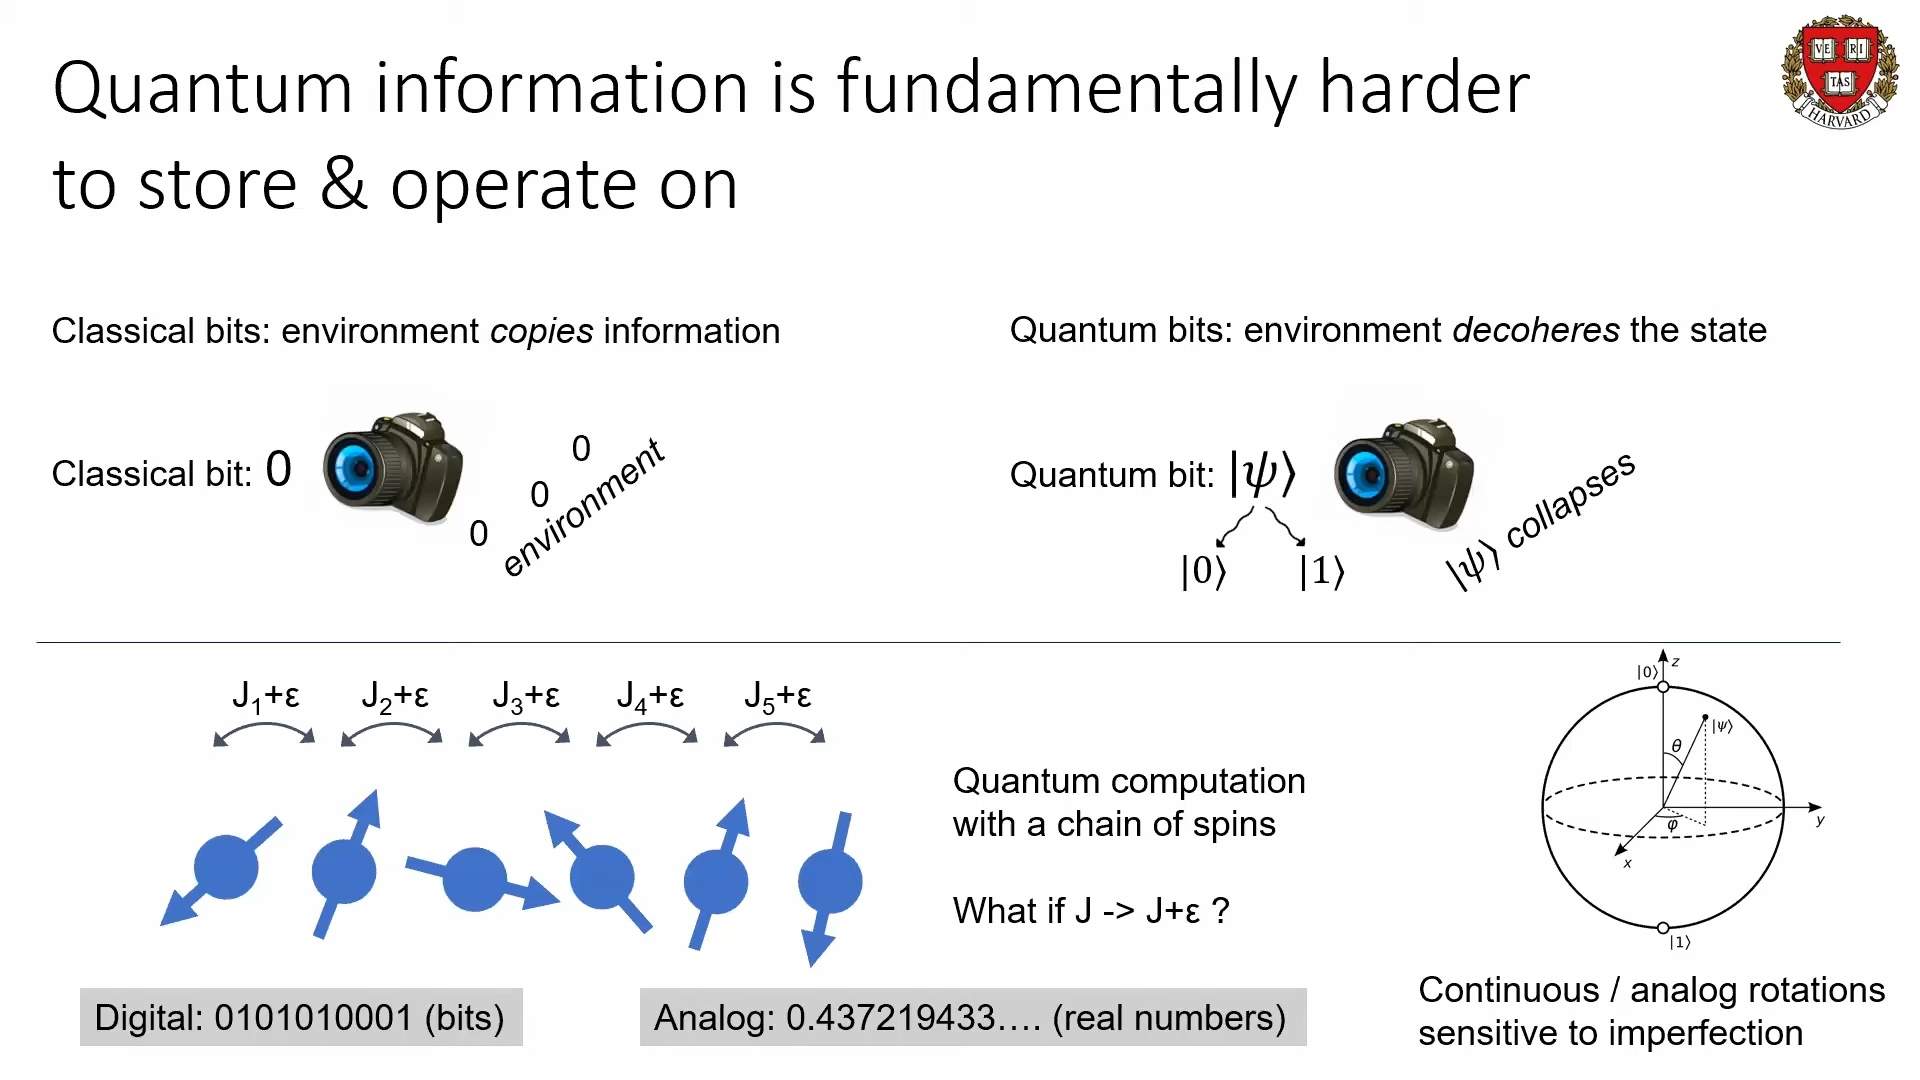 Quantum information is fundamentally harder
to store & operate on
VE RI
TAS
HARVARD
Classical bits: environment copies information
Classical bit: 0
0
0
0
environment
Quantum bits: environment decoheres the state
Quantum bit: |ψ⟩
|0⟩ |1⟩
|ψ⟩ collapses
J₁+ε J₂+ε J₃+ε J₄+ε J₅+ε
Quantum computation
with a chain of spins
What if J -> J+ε ?
|0⟩ z
|ψ⟩
θ
φ
y
x
|1⟩
Digital: 0101010001 (bits)
Analog: 0.437219433.... (real numbers)
Continuous / analog rotations
sensitive to imperfection